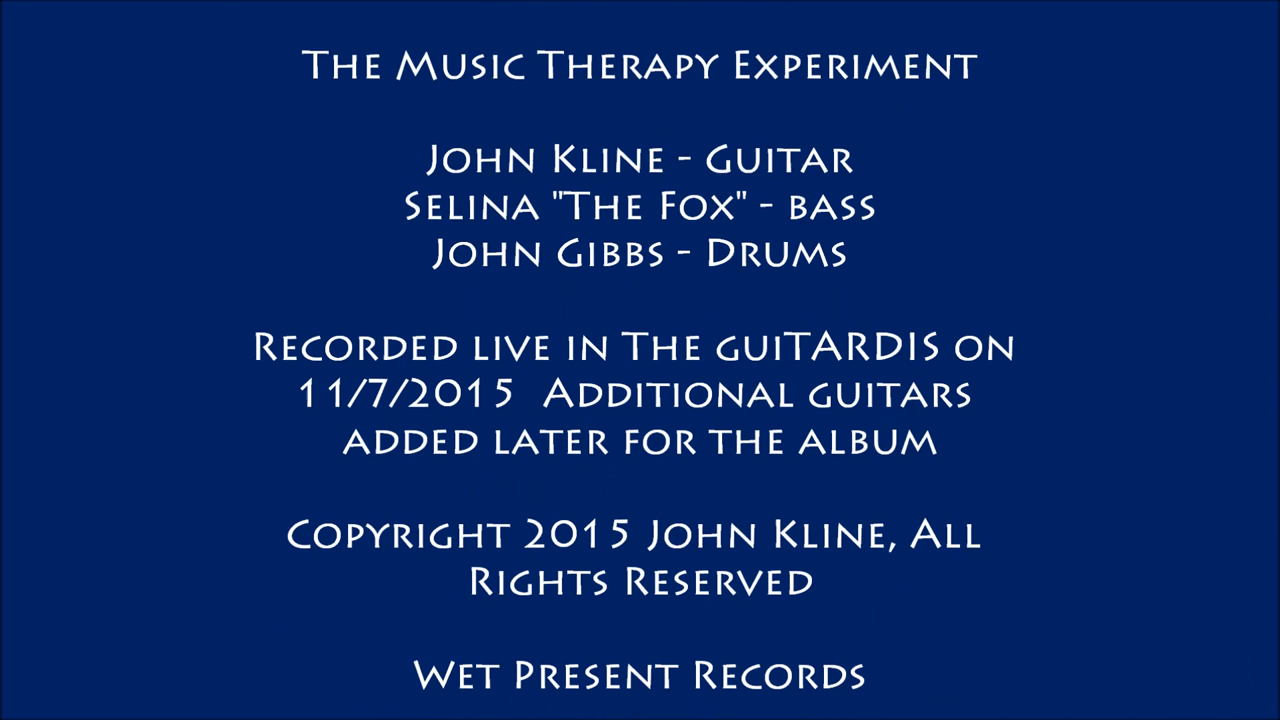 The Music Therapy Experiment
John Kline - Guitar
Selina "The Fox" - bass
John Gibbs - Drums
Recorded live in The guiTARDIS on
11/7/2015  Additional guitars
added later for the album
Copyright 2015 John Kline, All
Rights Reserved
Wet Present Records